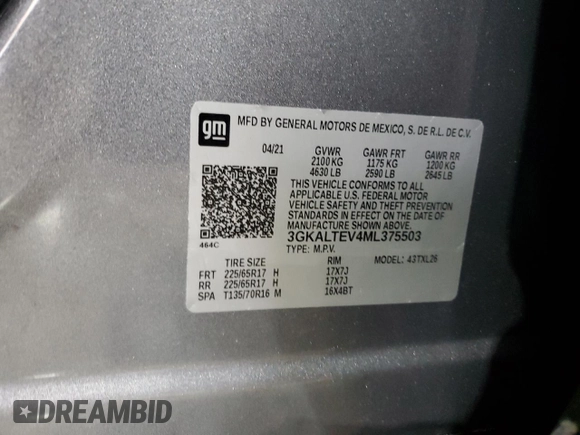 gm
MFD BY GENERAL MOTORS DE MEXICO, S. DE R.L. DE C.V.
04/21 GVWR GAWR FRT GAWR RR
2100 KG 1175 KG 1200 KG
4630 LB 2590 LB 2645 LB
THIS VEHICLE CONFORMS TO ALL
APPLICABLE U.S. FEDERAL MOTOR
VEHICLE SAFETY AND THEFT PREVENTION
STANDARDS IN EFFECT ON THE DATE OF
MANUFACTURE SHOWN ABOVE.
3GKALTEV4ML375503
464C
TYPE: M.P.V. 43TXL26
TIRE SIZE RIM
FRT 225/65R17 H 17X7J
RR 225/65R17 H 17X7J
SPA T135/70R16 M 16X4BT
DREAMBID